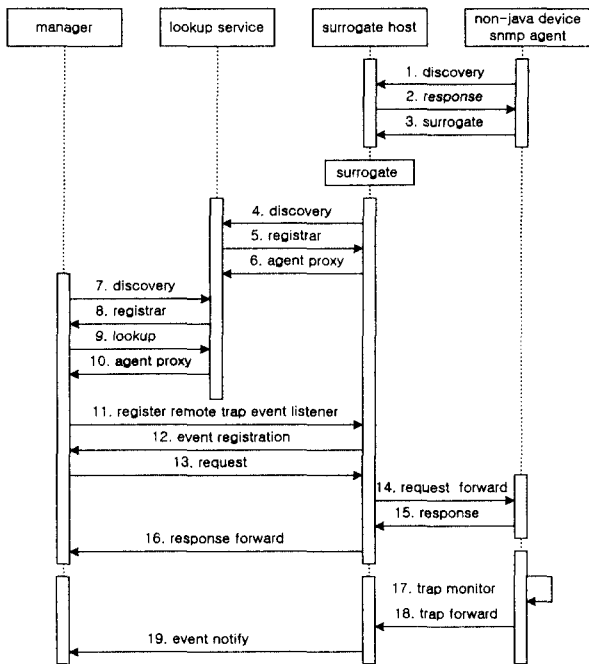 manager
lookup service
surrogate host
non-java device
snmp agent
1. discovery
2. response
3. surrogate
surrogate
4. discovery
5. registrar
6. agent proxy
7. discovery
8. registrar
9. lookup
10. agent proxy
11. register remote trap event listener
12. event registration
13. request
14. request forward
15. response
16. response forward
17. trap monitor
18. trap forward
19. event notify